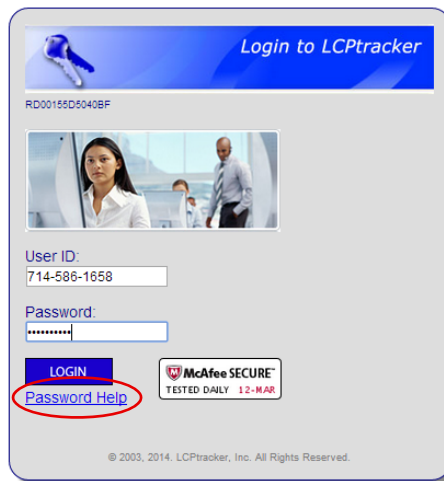 Login to LCPtracker
RD00155D5040BF
User ID:
714-586-1658
Password:
••••••••••
LOGIN
McAfee SECURE™
TESTED DAILY 12-MAR
Password Help
© 2003, 2014. LCPtracker, Inc. All Rights Reserved.